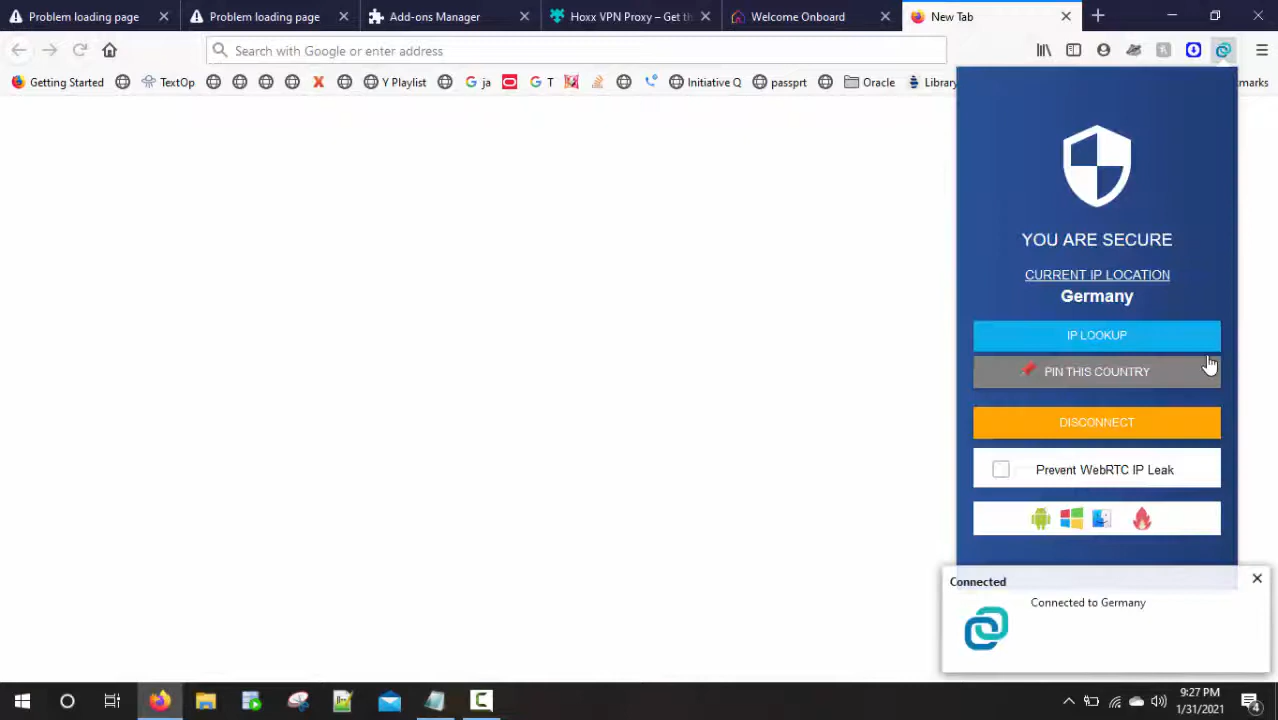 Problem loading page
Problem loading page
Add-ons Manager
Hoxx VPN Proxy – Get th
Welcome Onboard
New Tab
Search with Google or enter address
Getting Started
TextOp
Y Playlist
G ja
G T
Initiative Q
passprt
Oracle
Library
kmarks
YOU ARE SECURE
CURRENT IP LOCATION
Germany
IP LOOKUP
PIN THIS COUNTRY
DISCONNECT
Prevent WebRTC IP Leak
Connected
Connected to Germany
9:27 PM
1/31/2021
4